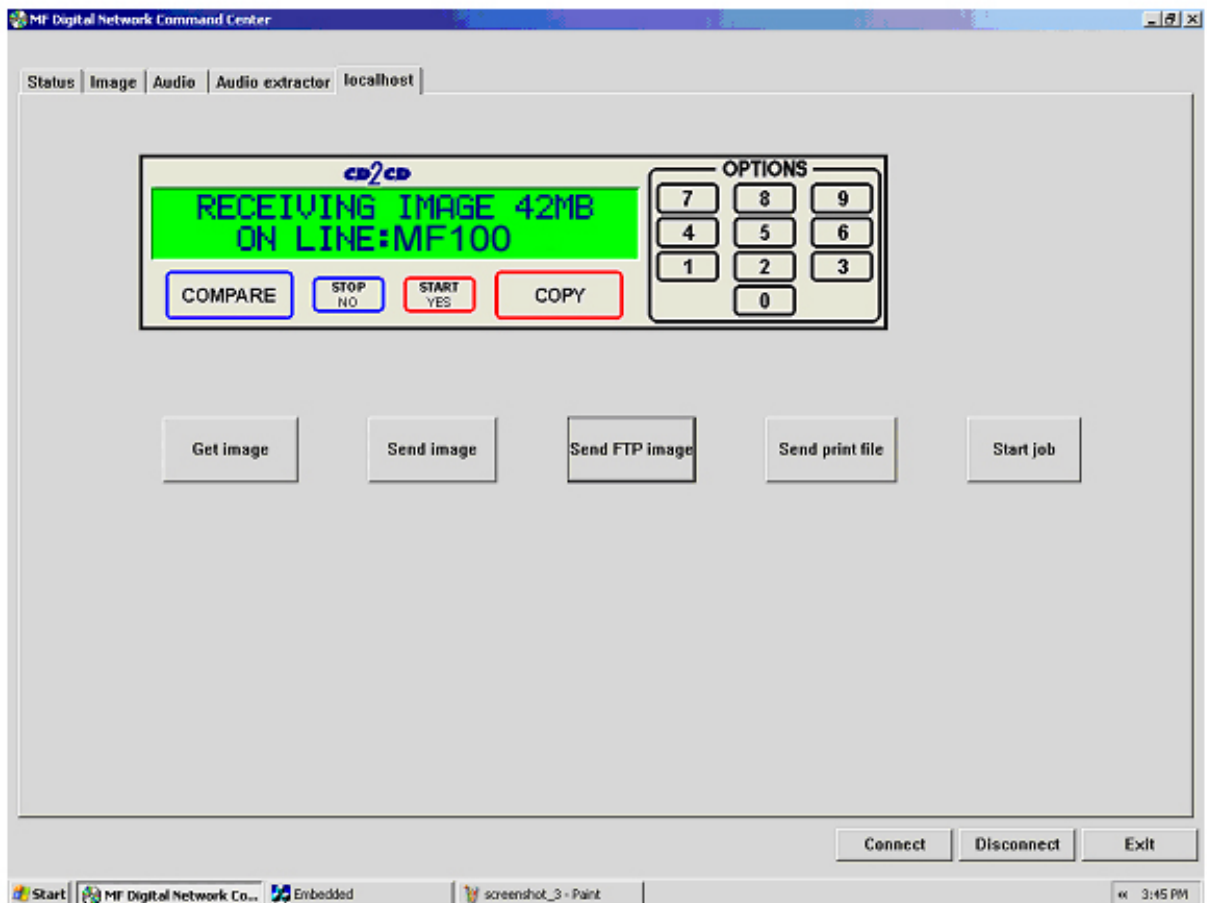 MF Digital Network Command Center
Status Image Audio Audio extractor localhost
CD2CD
RECEIVING IMAGE 42MB
ON LINE:MF100
COMPARE
STOP
NO
START
YES
COPY
OPTIONS
7 8 9
4 5 6
1 2 3
0
Get image Send image Send FTP image Send print file Start job
Connect Disconnect Exit
Start MF Digital Network Co... Embedded screenshot_3 - Paint « 3:45 PM